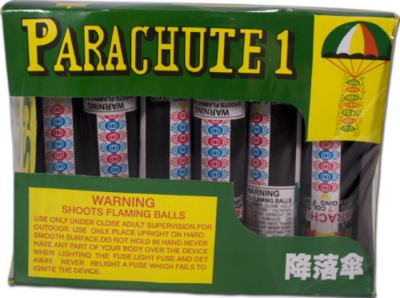 PARACHUTE 1
WARNING
SHOOTS FLAMING
WARNING
PARACHUTE
WARNING
SHOOTS FLAMING BALLS
USE ONLY UNDER CLOSE ADULT SUPERVISION.FOR
OUTDOOR USE ONLY. PLACE UPRIGHT ON HARD.
SMOOTH SURFACE.DO NOT HOLD IN HAND.NEVER
HAVE ANY PART OF YOUR BODY OVER THE DEVICE
WHEN LIGHTING THE FUSE.LIGHT FUSE AND GET
AWAY. NEVER RELIGHT A FUSE WHICH FAILS TO
IGNITE THE DEVICE.
降落傘